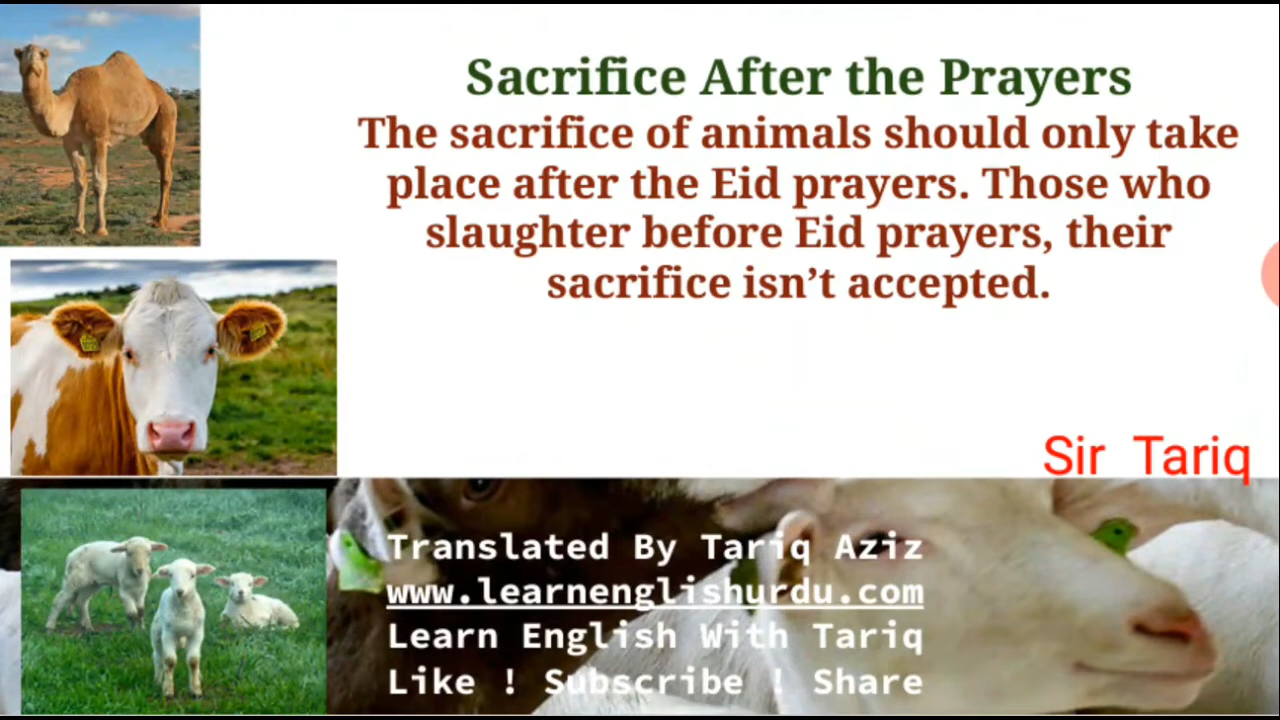 Sacrifice After the Prayers
The sacrifice of animals should only take
place after the Eid prayers. Those who
slaughter before Eid prayers, their
sacrifice isn’t accepted.
Sir Tariq
Translated By Tariq Aziz
www.learnenglishurdu.com
Learn English With Tariq
Like ! Subscribe ! Share